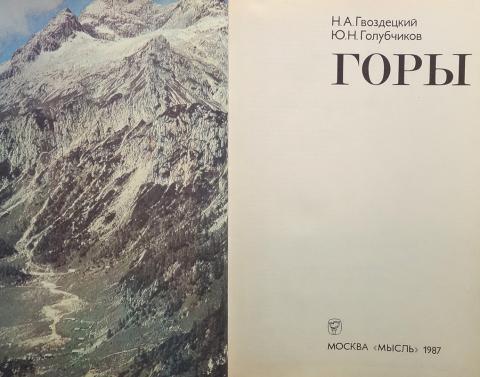 Н.А.Гвоздецкий
Ю.Н.Голубчиков
ГОРЫ
МОСКВА «МЫСЛЬ» 1987